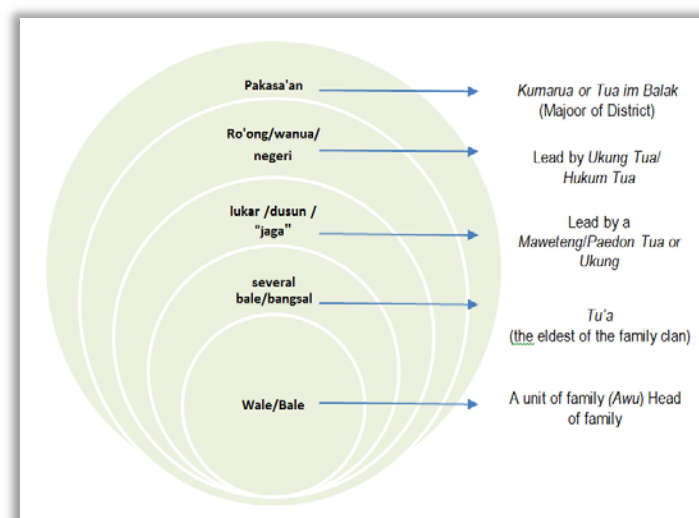 Pakasa'an
Kumarua or Tua im Balak
(Majoor of District)
Ro'ong/wanua/
negeri
Lead by Ukung Tua/
Hukum Tua
lukar /dusun /
"jaga"
Lead by a
Maweteng/Paedon Tua or
Ukung
several
bale/bangsal
Tu'a
(the eldest of the family clan)
Wale/Bale
A unit of family (Awu) Head
of family